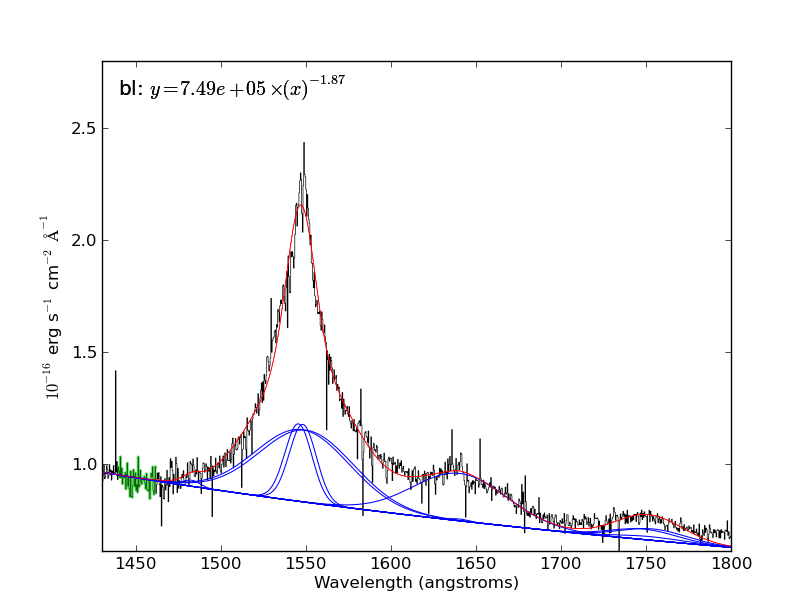 bl: y=7.49e+05×(x)^−1.87
2.5
2.0
1.5
1.0
10^−16 erg s^−1 cm^−2 Å^−1
1450 1500 1550 1600 1650 1700 1750 1800
Wavelength (angstroms)